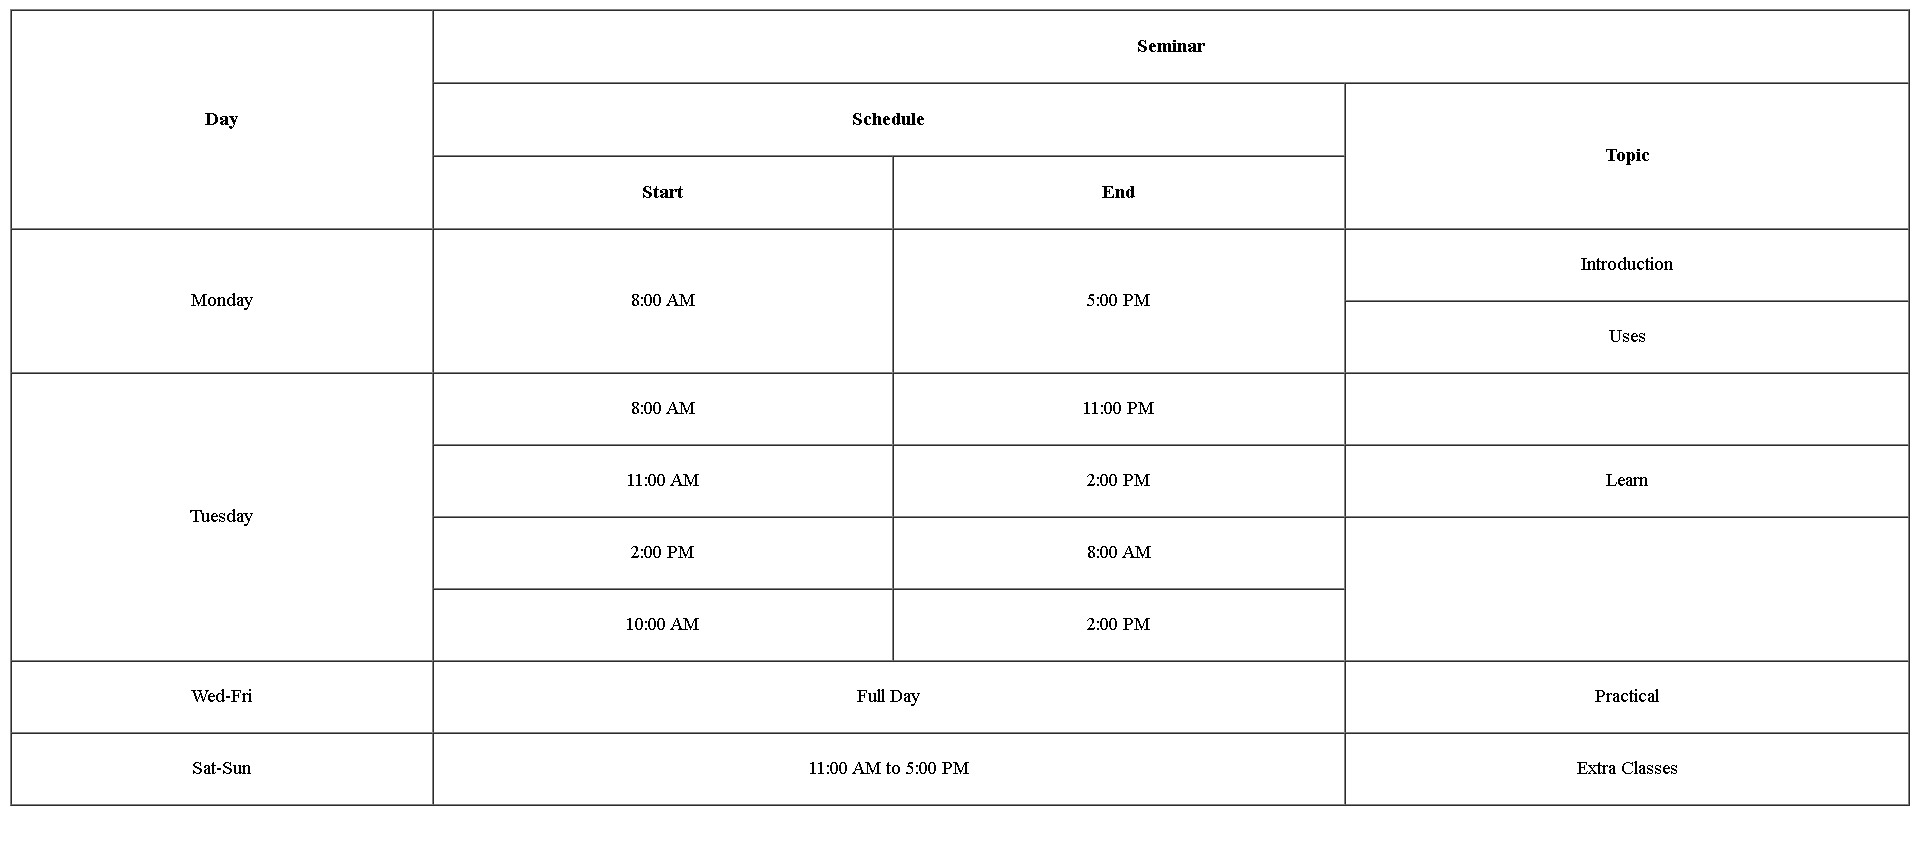 Day
Seminar
Schedule
Topic
Start
End
Monday
8:00 AM
5:00 PM
Introduction
Uses
Tuesday
8:00 AM
11:00 PM
11:00 AM
2:00 PM
Learn
2:00 PM
8:00 AM
10:00 AM
2:00 PM
Wed-Fri
Full Day
Practical
Sat-Sun
11:00 AM to 5:00 PM
Extra Classes